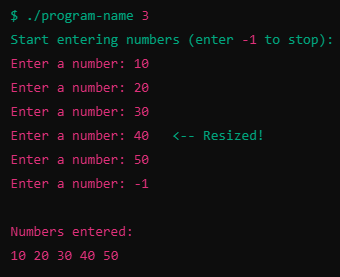 $ ./program-name 3
Start entering numbers (enter -1 to stop):
Enter a number: 10
Enter a number: 20
Enter a number: 30
Enter a number: 40   <-- Resized!
Enter a number: 50
Enter a number: -1

Numbers entered:
10 20 30 40 50